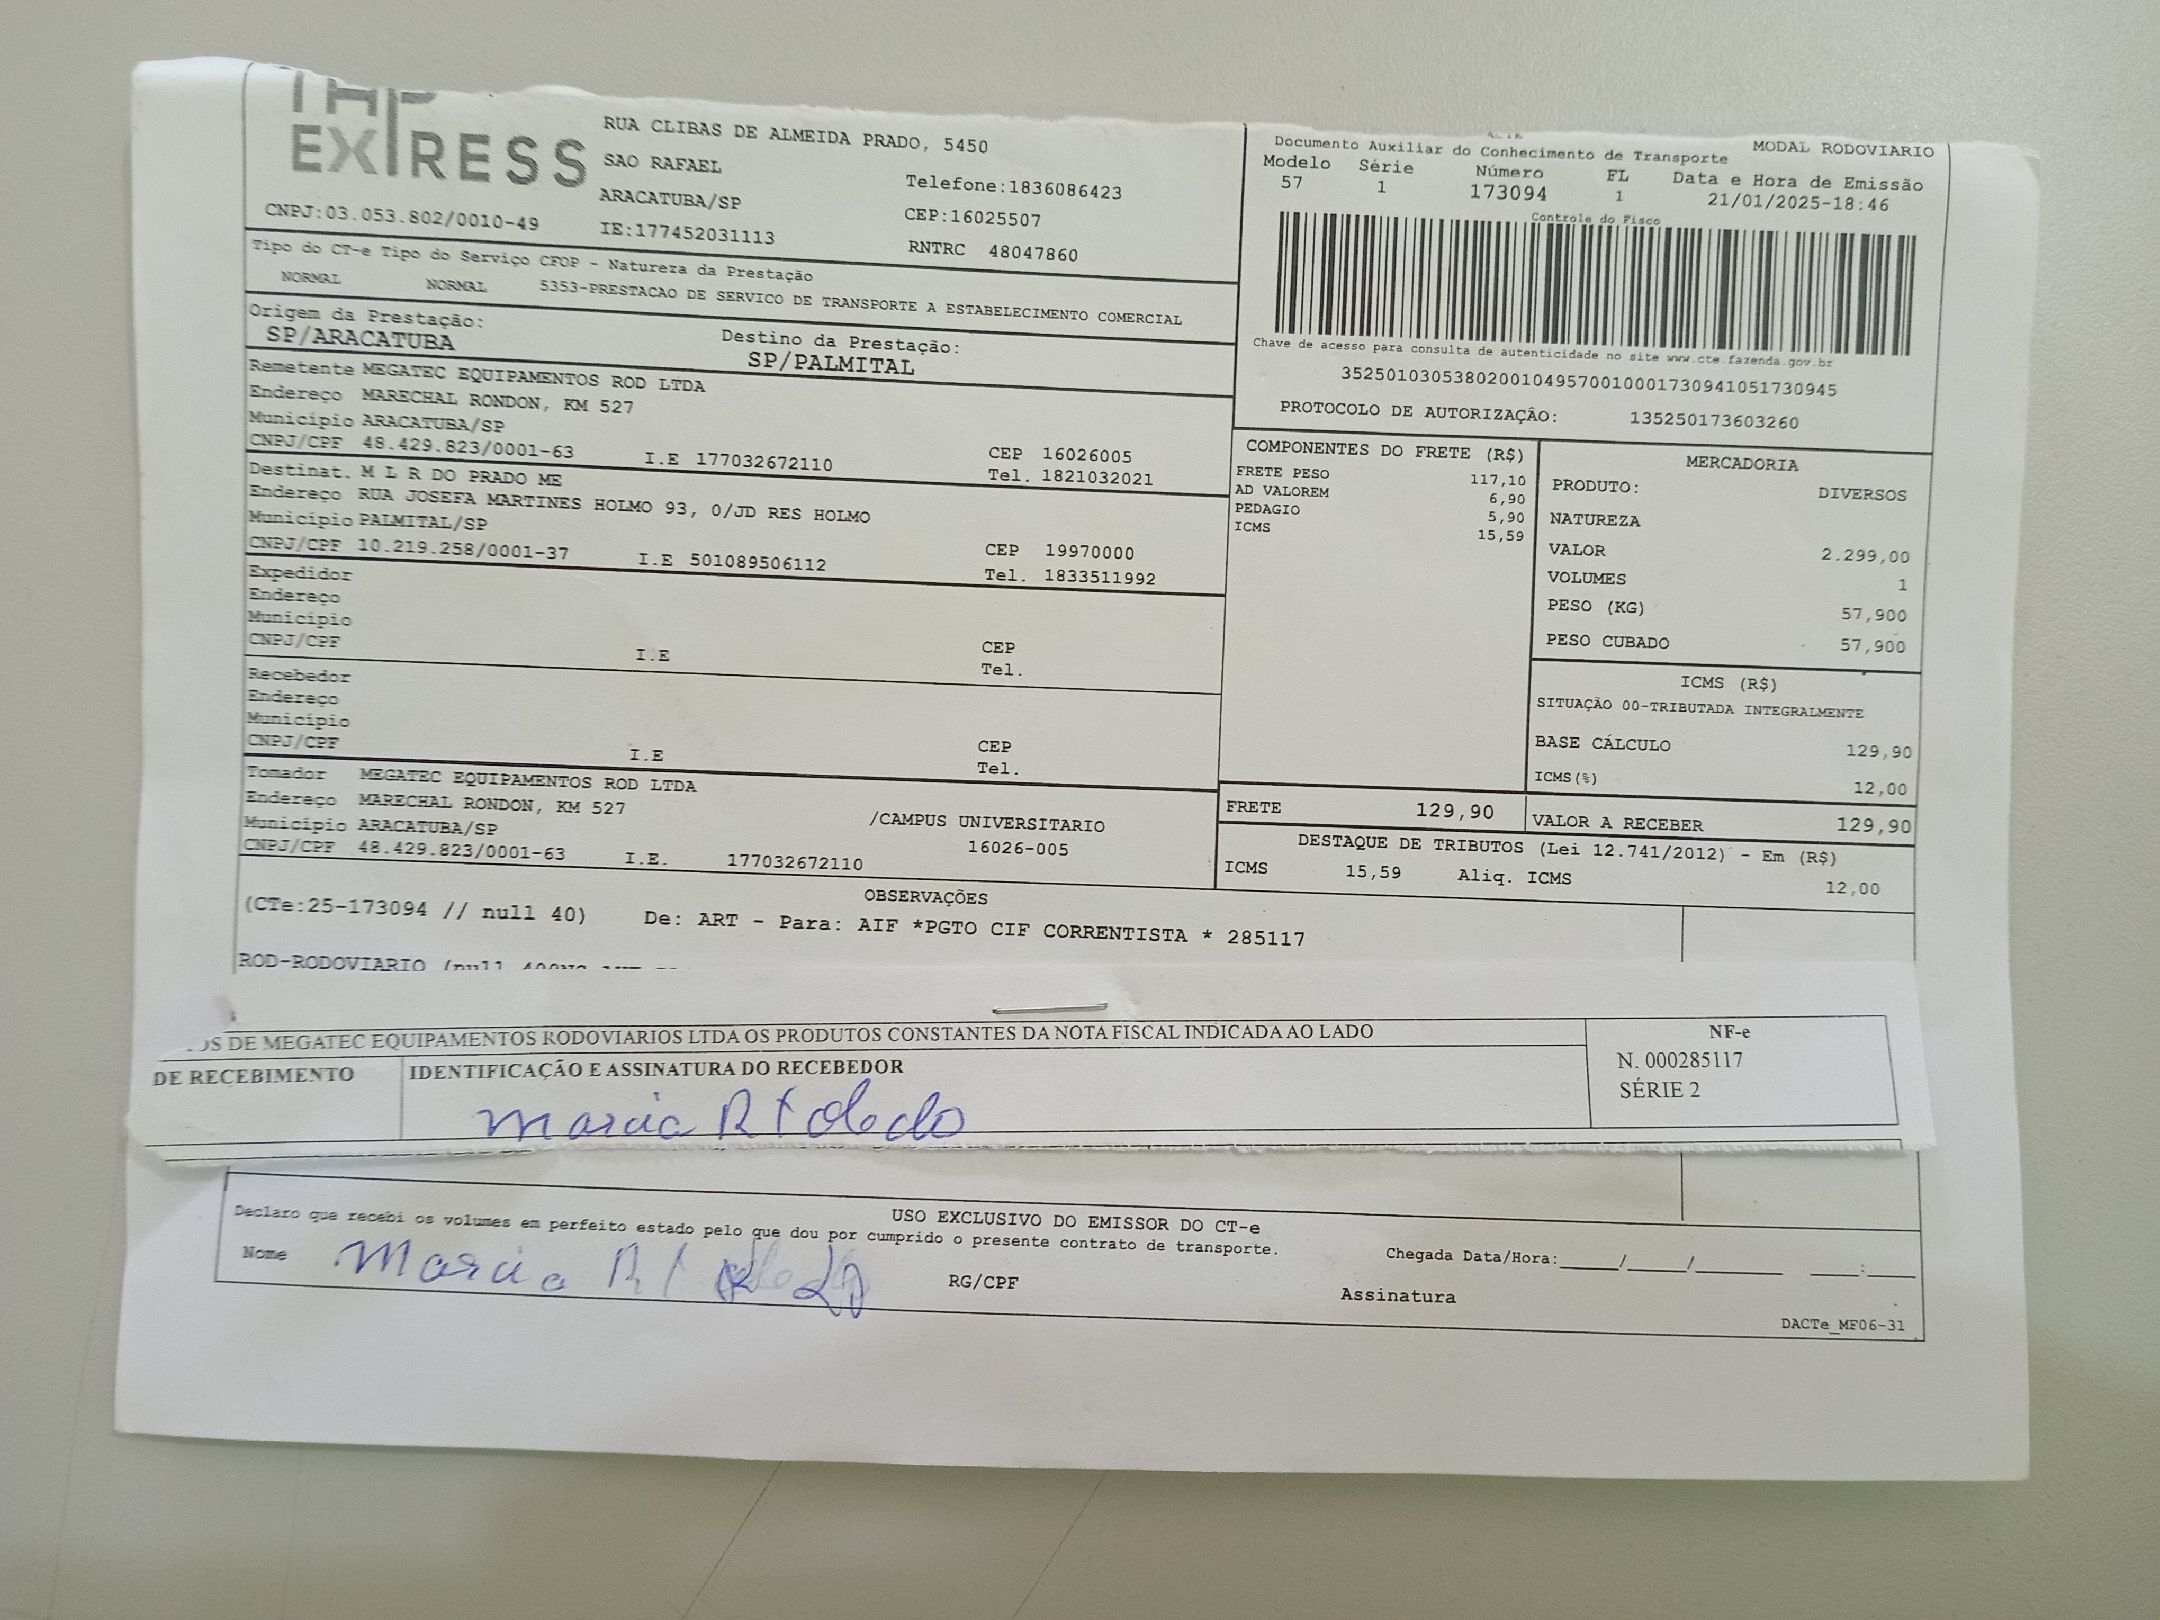 EXPRESS
RUA CLIBAS DE ALMEIDA PRADO, 5450
SAO RAFAEL
ARACATUBA/SP
Telefone:1836086423
CEP:16025507
CNPJ:03.053.802/0010-49
IE:177452031113
RNTRC 48047860
Documento Auxiliar do Conhecimento de Transporte
MODAL RODOVIARIO
Modelo Série Número FL Data e Hora de Emissão
57 1 173094 1 21/01/2025-18:46
Controle do Fisco
Chave de acesso para consulta de autenticidade no site www.cte.fazenda.gov.br
35250103053802001049570010001730941051730945
PROTOCOLO DE AUTORIZAÇÃO: 135250173603260
Tipo do CT-e Tipo do Serviço CFOP - Natureza da Prestação
NORMAL NORMAL 5353-PRESTACAO DE SERVICO DE TRANSPORTE A ESTABELECIMENTO COMERCIAL
Origem da Prestação:
SP/ARACATUBA
Destino da Prestação:
SP/PALMITAL
Remetente MEGATEC EQUIPAMENTOS ROD LTDA
Endereço MARECHAL RONDON, KM 527
Município ARACATUBA/SP
CEP 16026005
CNPJ/CPF 48.429.823/0001-63 I.E 177032672110 Tel. 1821032021
Destinat. M L R DO PRADO ME
Endereço RUA JOSEFA MARTINES HOLMO 93, 0/JD RES HOLMO
Município PALMITAL/SP
CEP 19970000
CNPJ/CPF 10.219.258/0001-37 I.E 501089506112 Tel. 1833511992
Expedidor
Endereço
Município
CEP
CNPJ/CPF I.E Tel.
Recebedor
Endereço
Município
CEP
CNPJ/CPF I.E Tel.
Tomador MEGATEC EQUIPAMENTOS ROD LTDA
Endereço MARECHAL RONDON, KM 527 /CAMPUS UNIVERSITARIO
Município ARACATUBA/SP 16026-005
CNPJ/CPF 48.429.823/0001-63 I.E. 177032672110
COMPONENTES DO FRETE (R$)
FRETE PESO 117,10
AD VALOREM 6,90
PEDAGIO 5,90
ICMS 15,59
MERCADORIA
PRODUTO: DIVERSOS
NATUREZA
VALOR 2.299,00
VOLUMES 1
PESO (KG) 57,900
PESO CUBADO 57,900
ICMS (R$)
SITUAÇÃO 00-TRIBUTADA INTEGRALMENTE
BASE CÁLCULO 129,90
ICMS(%) 12,00
FRETE 129,90 VALOR A RECEBER 129,90
DESTAQUE DE TRIBUTOS (Lei 12.741/2012) - Em (R$)
ICMS 15,59 Aliq. ICMS 12,00
OBSERVAÇÕES
(CTe:25-173094 // null 40) De: ART - Para: AIF *PGTO CIF CORRENTISTA * 285117
ROD-RODOVIARIO (null
DE MEGATEC EQUIPAMENTOS RODOVIARIOS LTDA OS PRODUTOS CONSTANTES DA NOTA FISCAL INDICADA AO LADO
DE RECEBIMENTO
IDENTIFICAÇÃO E ASSINATURA DO RECEBEDOR
Marcia R Toledo
NF-e
N. 000285117
SÉRIE 2
USO EXCLUSIVO DO EMISSOR DO CT-e
Declaro que recebi os volumes em perfeito estado pelo que dou por cumprido o presente contrato de transporte.
Nome Marcia R
RG/CPF
Chegada Data/Hora:_____/_____/_______ ____:____
Assinatura
DACTe_MF06-31